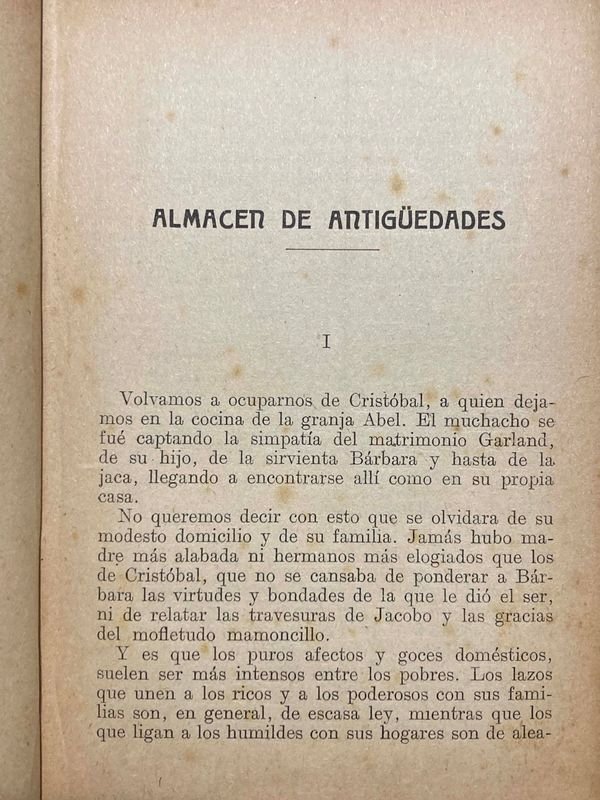 ALMACEN DE ANTIGÜEDADES
I
Volvamos a ocuparnos de Cristóbal, a quien deja-
mos en la cocina de la granja Abel. El muchacho se
fué captando la simpatía del matrimonio Garland,
de su hijo, de la sirvienta Bárbara y hasta de la
jaca, llegando a encontrarse allí como en su propia
casa.
No queremos decir con esto que se olvidara de su
modesto domicilio y de su familia. Jamás hubo ma-
dre más alabada ni hermanos más elogiados que los
de Cristóbal, que no se cansaba de ponderar a Bár-
bara las virtudes y bondades de la que le dió el ser,
ni de relatar las travesuras de Jacobo y las gracias
del mofletudo mamoncillo.
Y es que los puros afectos y goces domésticos,
suelen ser más intensos entre los pobres. Los lazos
que unen a los ricos y a los poderosos con sus fami-
lias son, en general, de escasa ley, mientras que los
que ligan a los humildes con sus hogares son de alea-